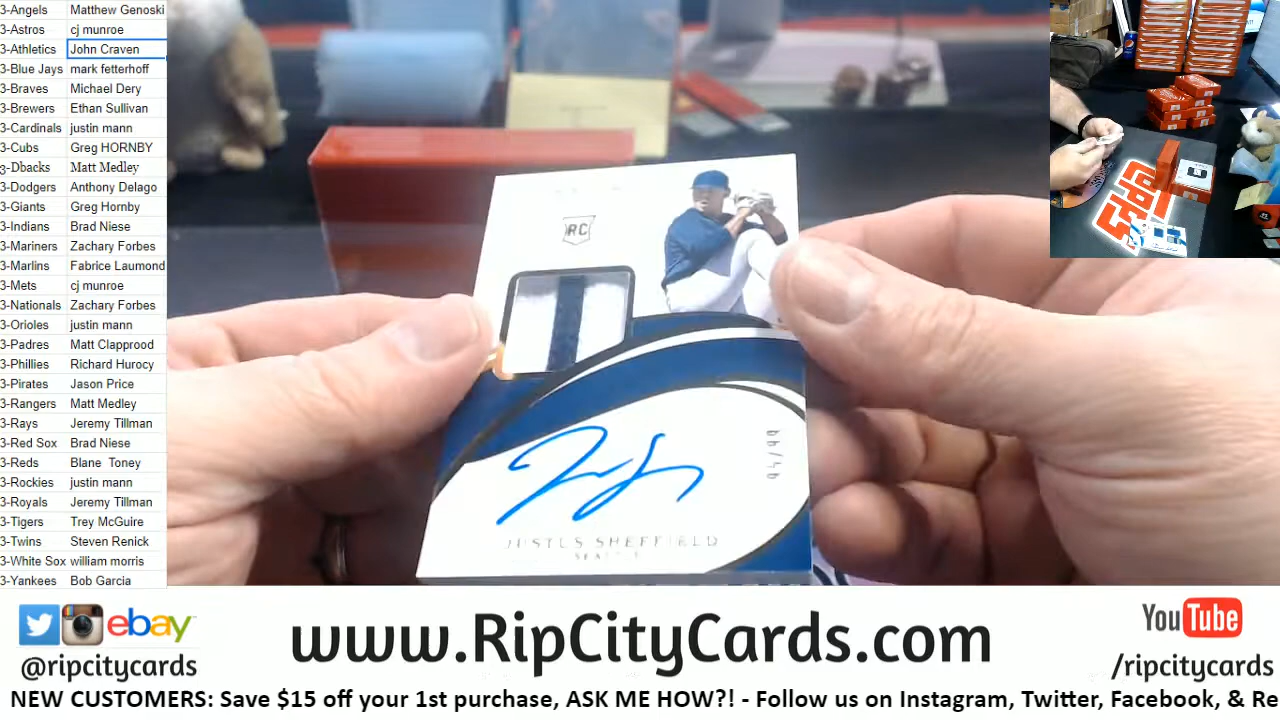 3-Angels Matthew Genoski
3-Astros cj munroe
3-Athletics John Craven
3-Blue Jays mark fetterhoff
3-Braves Michael Dery
3-Brewers Ethan Sullivan
3-Cardinals justin mann
3-Cubs Greg HORNBY
3-Dbacks Matt Medley
3-Dodgers Anthony Delago
3-Giants Greg Hornby
3-Indians Brad Niese
3-Mariners Zachary Forbes
3-Marlins Fabrice Laumond
3-Mets cj munroe
3-Nationals Zachary Forbes
3-Orioles justin mann
3-Padres Matt Clapprood
3-Phillies Richard Hurocy
3-Pirates Jason Price
3-Rangers Matt Medley
3-Rays Jeremy Tillman
3-Red Sox Brad Niese
3-Reds Blane Toney
3-Rockies justin mann
3-Royals Jeremy Tillman
3-Tigers Trey McGuire
3-Twins Steven Renick
3-White Sox william morris
3-Yankees Bob Garcia
RC
JUSTUS SHEFFIELD
ebay
@ripcitycards
www.RipCityCards.com
YouTube
/ripcitycards
NEW CUSTOMERS: Save $15 off your 1st purchase, ASK ME HOW?! - Follow us on Instagram, Twitter, Facebook, & Re